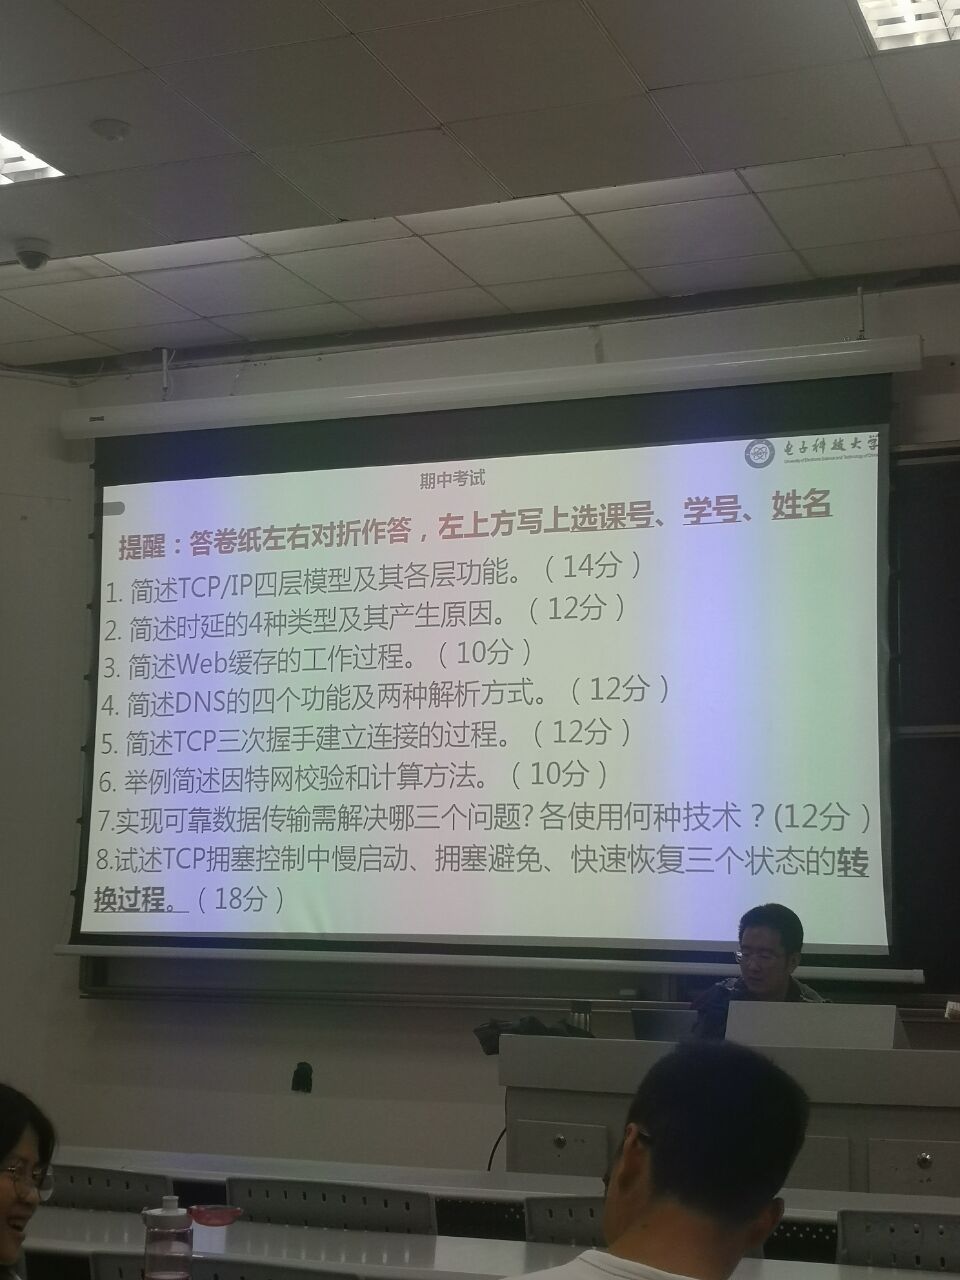 电子科技大学
University of Electronic Science and Technology of China
期中考试
提醒：答卷纸左右对折作答，左上方写上选课号、学号、姓名
1. 简述TCP/IP四层模型及其各层功能。（14分）
2. 简述时延的4种类型及其产生原因。（12分）
3. 简述Web缓存的工作过程。（10分）
4. 简述DNS的四个功能及两种解析方式。（12分）
5. 简述TCP三次握手建立连接的过程。（12分）
6. 举例简述因特网校验和计算方法。（10分）
7.实现可靠数据传输需解决哪三个问题? 各使用何种技术？(12分）
8.试述TCP拥塞控制中慢启动、拥塞避免、快速恢复三个状态的转
换过程。（18分）